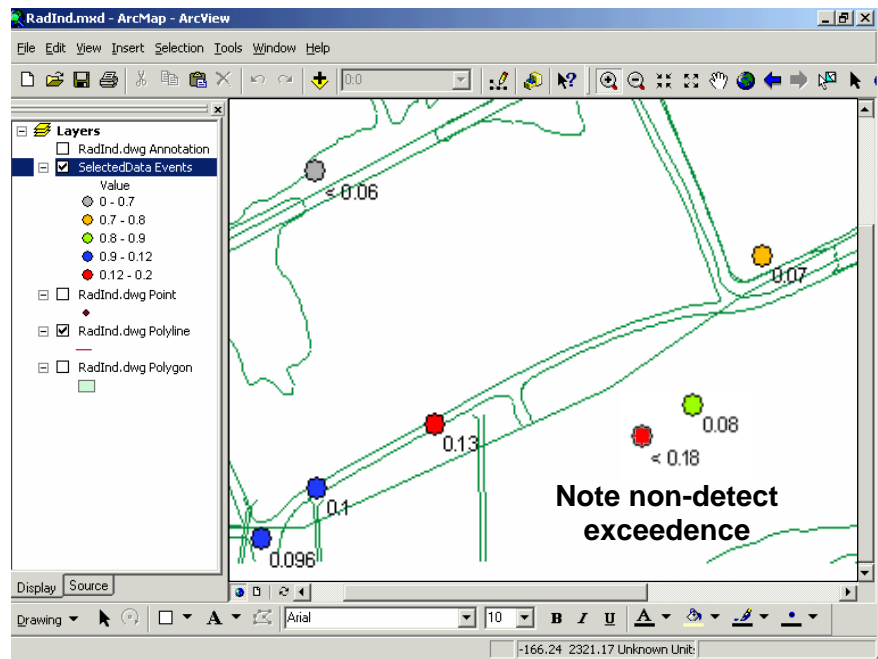 RadInd.mxd - ArcMap - ArcView
File Edit View Insert Selection Tools Window Help
0:0
Layers
RadInd.dwg Annotation
SelectedData Events
Value
0 - 0.7
0.7 - 0.8
0.8 - 0.9
0.9 - 0.12
0.12 - 0.2
RadInd.dwg Point
RadInd.dwg Polyline
RadInd.dwg Polygon
< 0.06
0.07
0.08
0.13
< 0.18
0.1
Note non-detect
exceedence
0.096
Display Source
Drawing A Arial 10 B I U A
-166.24 2321.17 Unknown Unit: